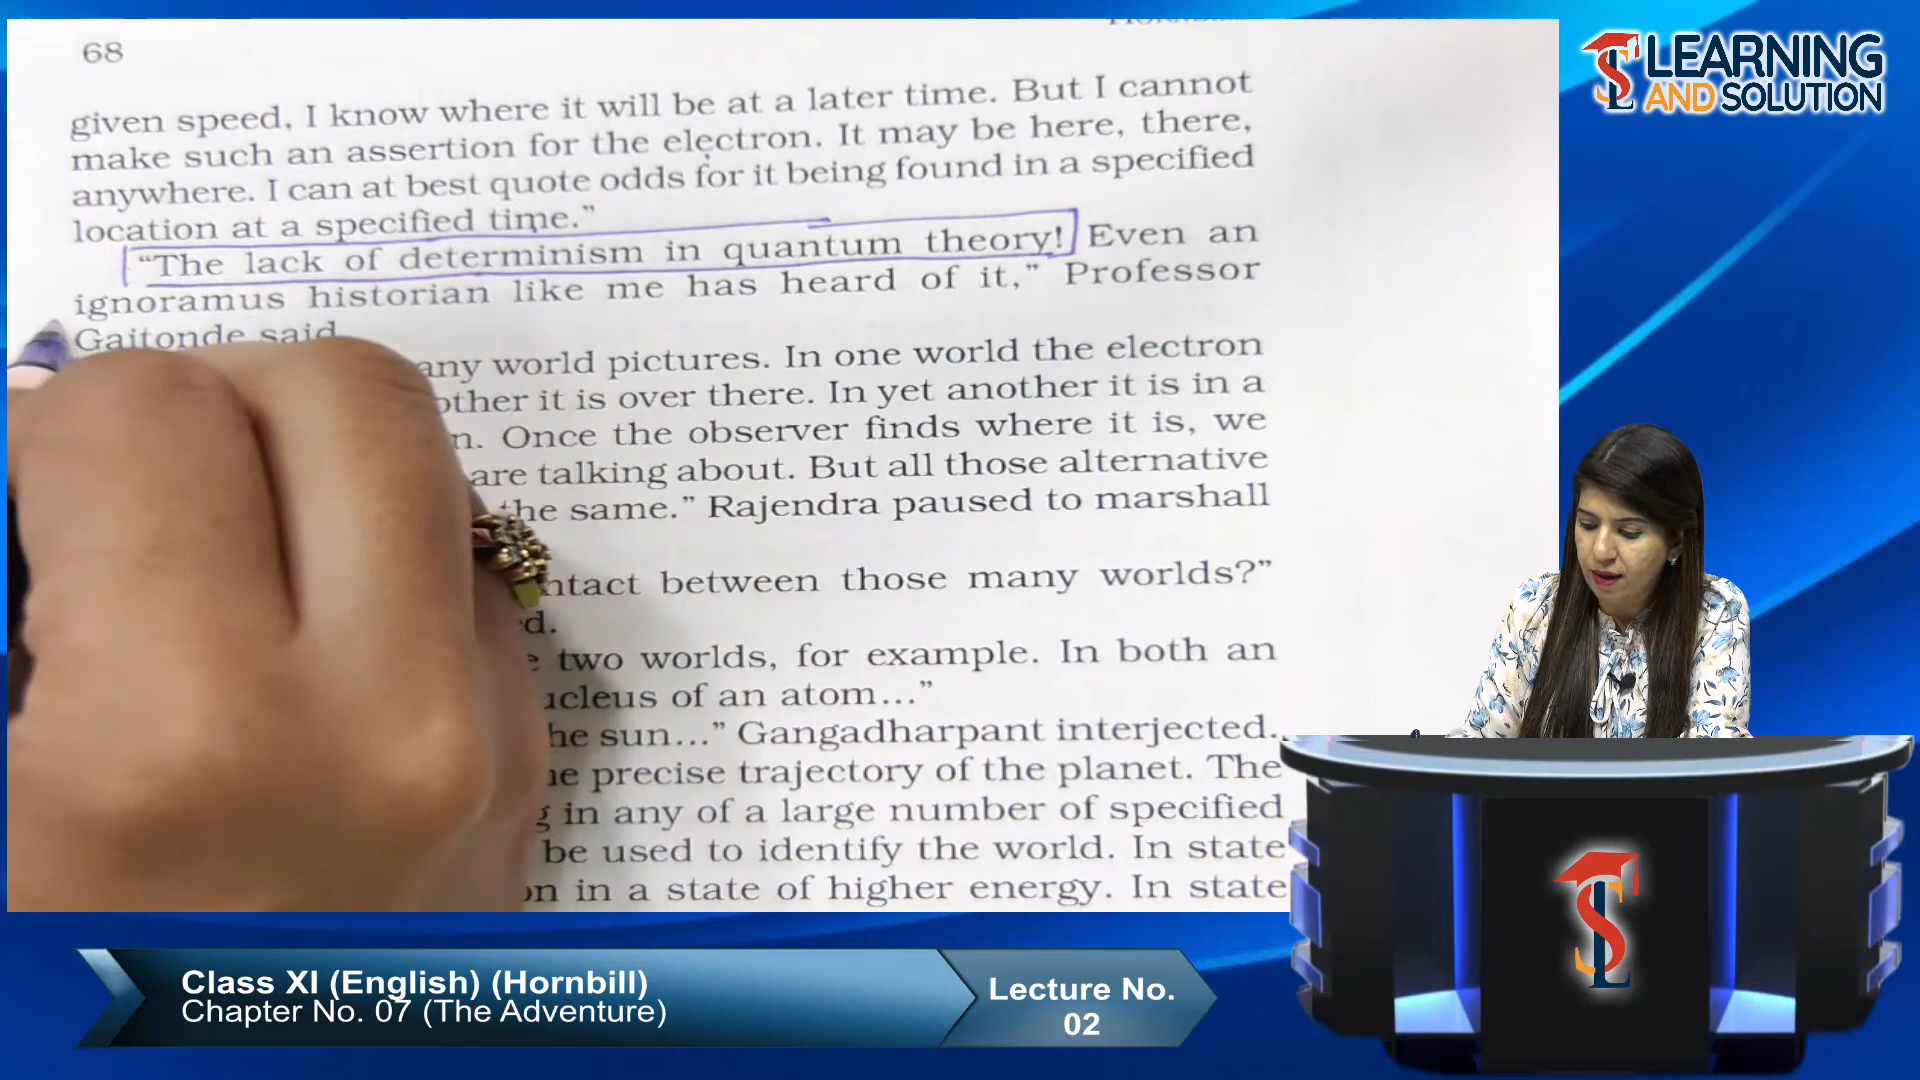 68
given speed, I know where it will be at a later time. But I cannot
make such an assertion for the electron. It may be here, there,
anywhere. I can at best quote odds for it being found in a specified
location at a specified time.”
“The lack of determinism in quantum theory! Even an
ignoramus historian like me has heard of it,” Professor
Gaitonde said.
any world pictures. In one world the electron
other it is over there. In yet another it is in a
n. Once the observer finds where it is, we
are talking about. But all those alternative
the same.” Rajendra paused to marshall
ntact between those many worlds?”
d.
two worlds, for example. In both an
ucleus of an atom...”
he sun...” Gangadharpant interjected.
he precise trajectory of the planet. The
g in any of a large number of specified
be used to identify the world. In state
on in a state of higher energy. In state
LEARNING
AND SOLUTION
Class XI (English) (Hornbill)
Chapter No. 07 (The Adventure)
Lecture No.
02